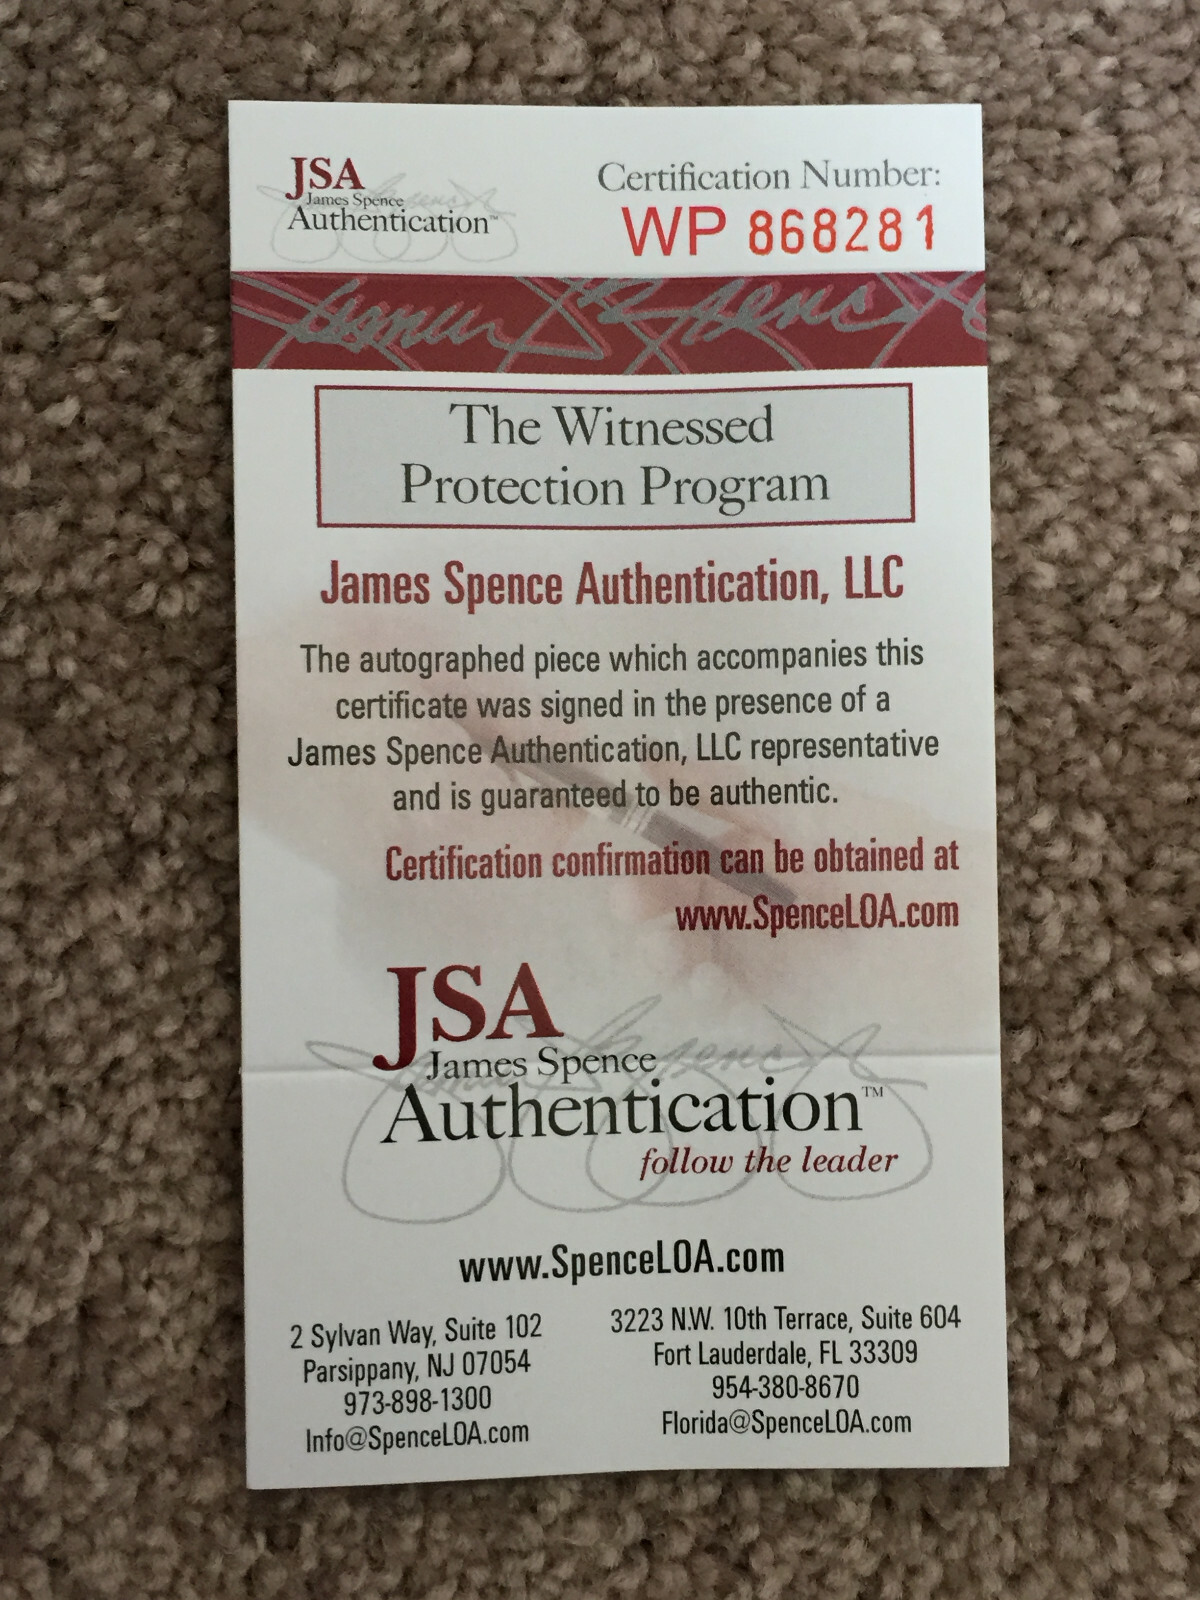 JSA
James Spence
Authentication™
Certification Number:
WP 868281
James Spence
The Witnessed
Protection Program
James Spence Authentication, LLC
The autographed piece which accompanies this
certificate was signed in the presence of a
James Spence Authentication, LLC representative
and is guaranteed to be authentic.
Certification confirmation can be obtained at
www.SpenceLOA.com
JSA
James Spence
Authentication™
follow the leader
www.SpenceLOA.com
2 Sylvan Way, Suite 102
Parsippany, NJ 07054
973-898-1300
Info@SpenceLOA.com
3223 N.W. 10th Terrace, Suite 604
Fort Lauderdale, FL 33309
954-380-8670
Florida@SpenceLOA.com